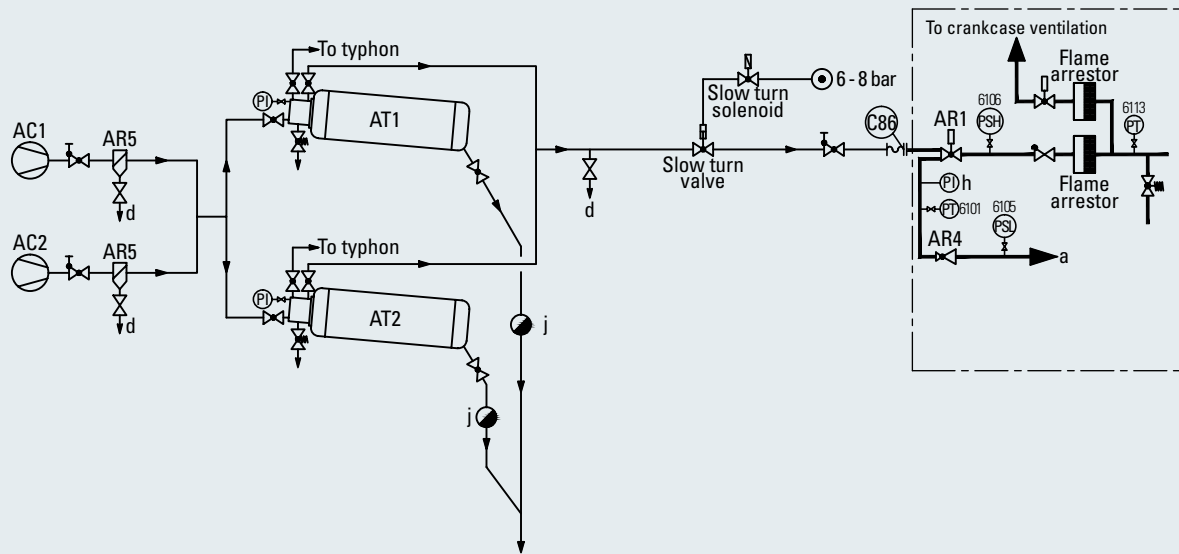 To crankcase ventilation
To typhon
Flame
arrestor
6 - 8 bar
Slow turn
solenoid
PI
AT1
6106
PSH
6113
PT
AC1
AR5
C86
AR1
Slow turn
valve
Flame
arrestor
d
d
PI h
PT 6101
6105
PSL
AC2
AR5
To typhon
AR4
a
PI
AT2
d
j
j